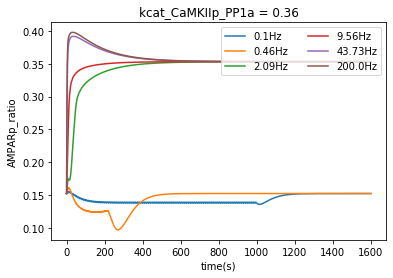 kcat_CaMKIIp_PP1a = 0.36
0.40
0.35
0.30
0.25
0.20
0.15
0.10
AMPARp_ratio
0.1Hz
0.46Hz
2.09Hz
9.56Hz
43.73Hz
200.0Hz
0 200 400 600 800 1000 1200 1400 1600
time(s)